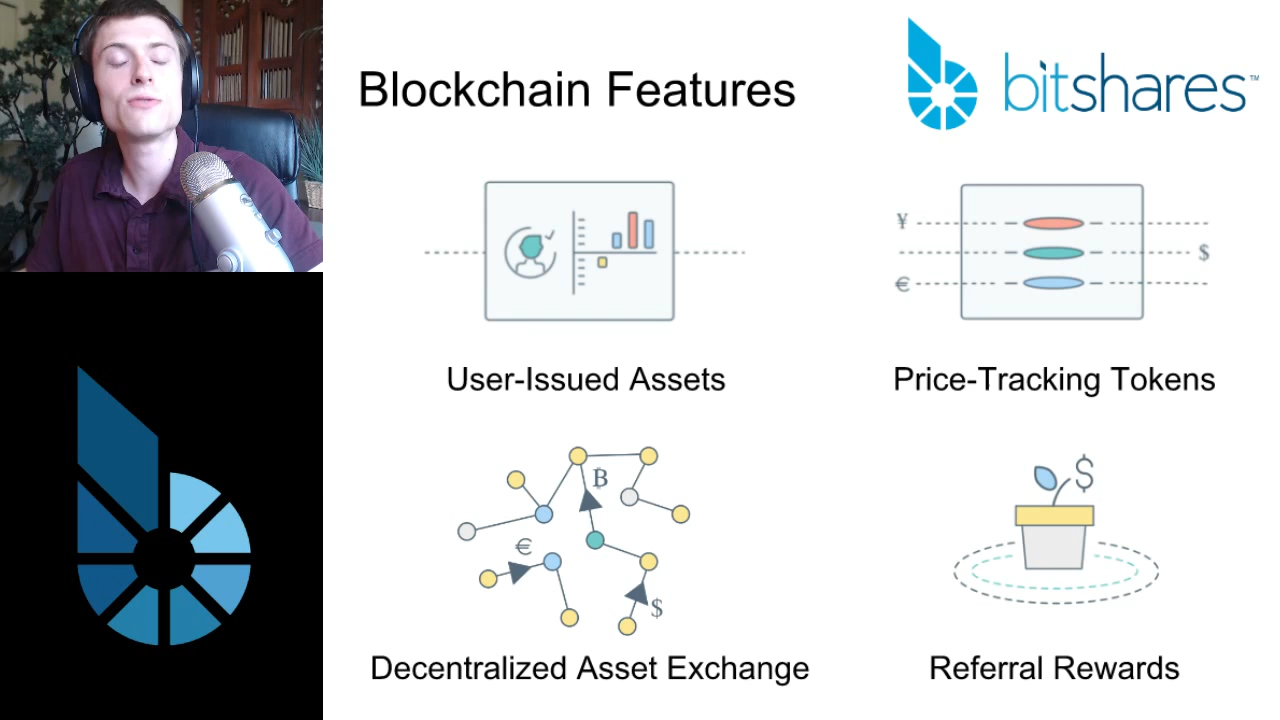 Blockchain Features
bitshares™
¥
$
€
User-Issued Assets
Price-Tracking Tokens
B
€
$
$
Decentralized Asset Exchange
Referral Rewards